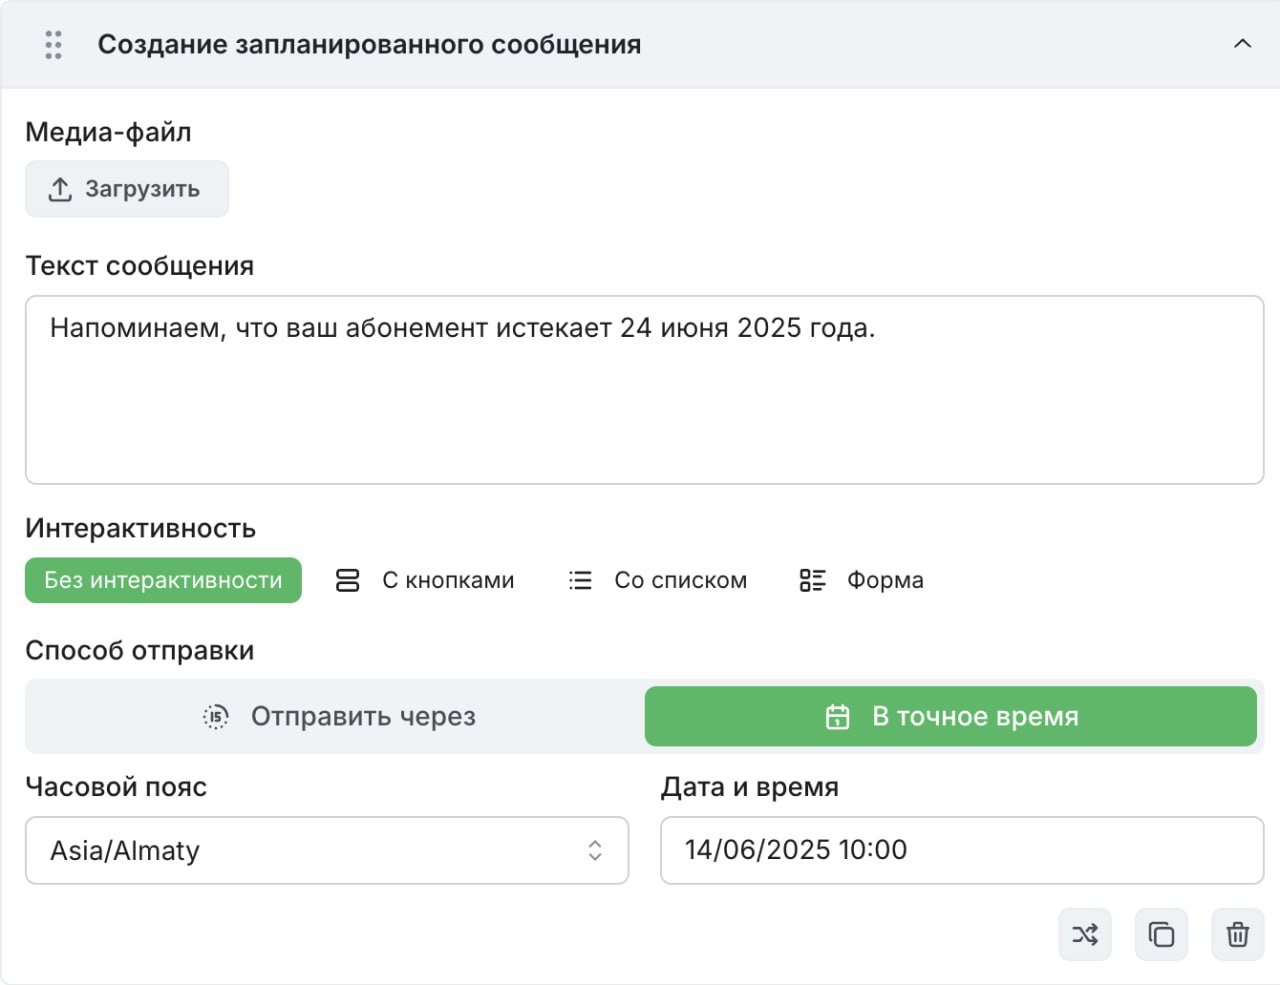 Создание запланированного сообщения
Медиа-файл
Загрузить
Текст сообщения
Напоминаем, что ваш абонемент истекает 24 июня 2025 года.
Интерактивность
Без интерактивности С кнопками Со списком Форма
Способ отправки
15 Отправить через 1 В точное время
Часовой пояс Дата и время
Asia/Almaty 14/06/2025 10:00